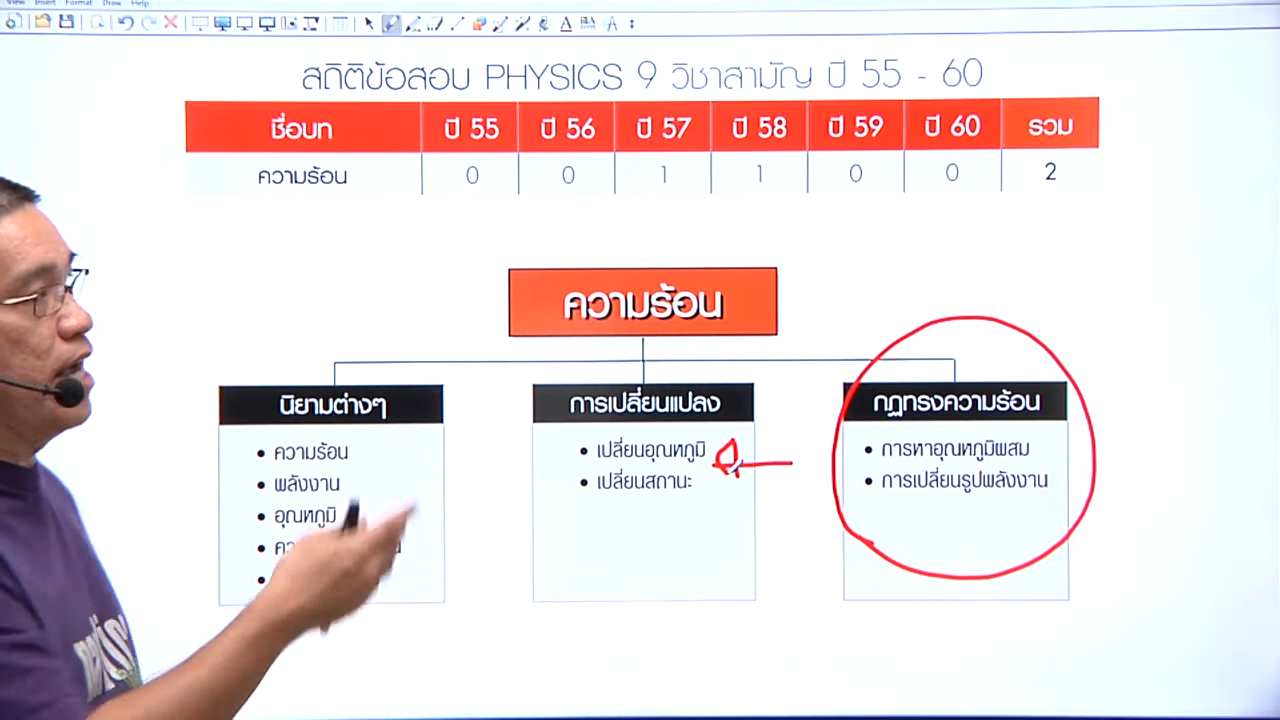 View Insert Format Draw Help
สถิติข้อสอบ PHYSICS 9 วิชาสามัญ ปี 55 - 60
ชื่อบท ปี 55 ปี 56 ปี 57 ปี 58 ปี 59 ปี 60 รวม
ความร้อน 0 0 1 1 0 0 2
ความร้อน
นิยามต่างๆ
• ความร้อน
• พลังงาน
• อุณหภูมิ
การเปลี่ยนแปลง
• เปลี่ยนอุณหภูมิ
• เปลี่ยนสถานะ
กฎทรงความร้อน
• การหาอุณหภูมิผสม
• การเปลี่ยนรูปพลังงาน